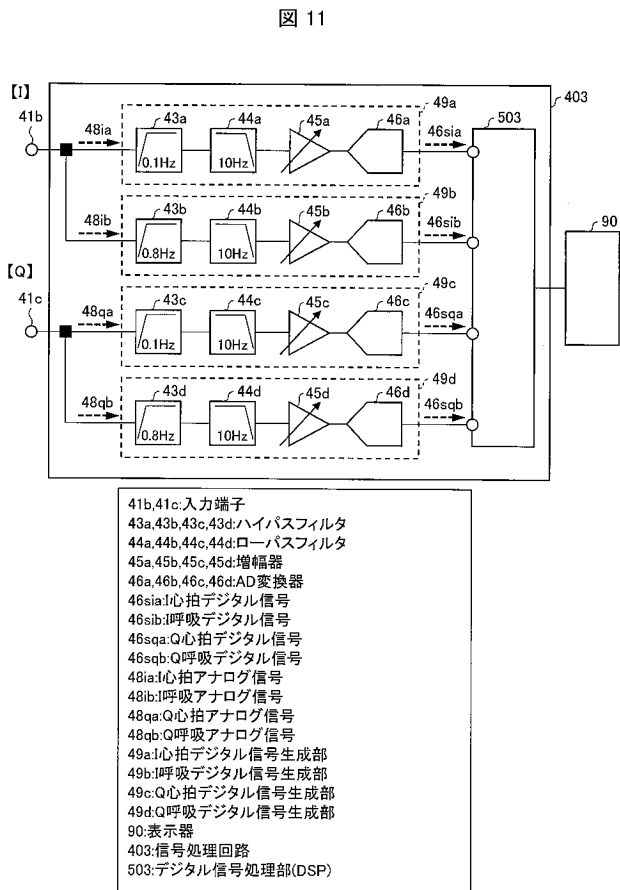 図 11
【I】
41b
48ia
43a
44a
45a
46a
49a
46sia
503
403
0.1Hz
10Hz
48ib
43b
44b
45b
46b
49b
46sib
0.8Hz
10Hz
90
【Q】
41c
48qa
43c
44c
45c
46c
49c
46sqa
0.1Hz
10Hz
48qb
43d
44d
45d
46d
49d
46sqb
0.8Hz
10Hz
41b,41c:入力端子
43a,43b,43c,43d:ハイパスフィルタ
44a,44b,44c,44d:ローパスフィルタ
45a,45b,45c,45d:増幅器
46a,46b,46c,46d:AD変換器
46sia:I心拍デジタル信号
46sib:I呼吸デジタル信号
46sqa:Q心拍デジタル信号
46sqb:Q呼吸デジタル信号
48ia:I心拍アナログ信号
48ib:I呼吸アナログ信号
48qa:Q心拍アナログ信号
48qb:Q呼吸アナログ信号
49a:I心拍デジタル信号生成部
49b:I呼吸デジタル信号生成部
49c:Q心拍デジタル信号生成部
49d:Q呼吸デジタル信号生成部
90:表示器
403:信号処理回路
503:デジタル信号処理部(DSP)